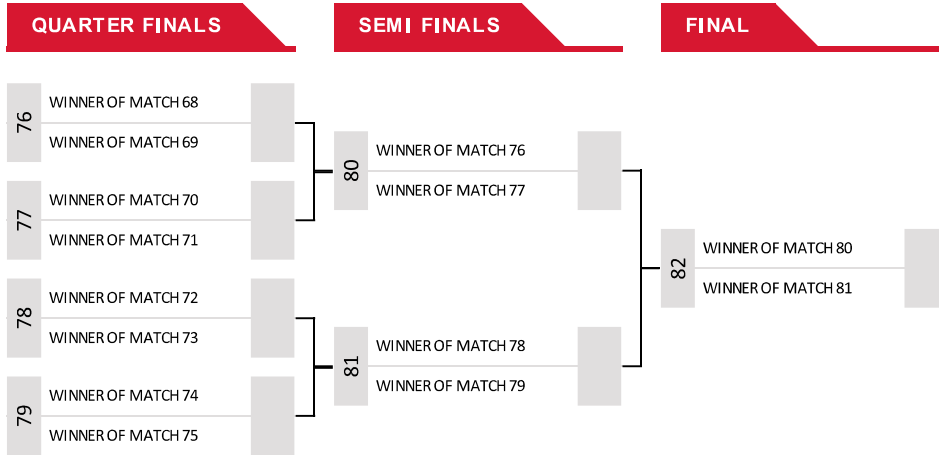 QUARTER FINALS
SEMI FINALS
FINAL
76
WINNER OF MATCH 68
WINNER OF MATCH 69
77
WINNER OF MATCH 70
WINNER OF MATCH 71
78
WINNER OF MATCH 72
WINNER OF MATCH 73
79
WINNER OF MATCH 74
WINNER OF MATCH 75
80
WINNER OF MATCH 76
WINNER OF MATCH 77
81
WINNER OF MATCH 78
WINNER OF MATCH 79
82
WINNER OF MATCH 80
WINNER OF MATCH 81